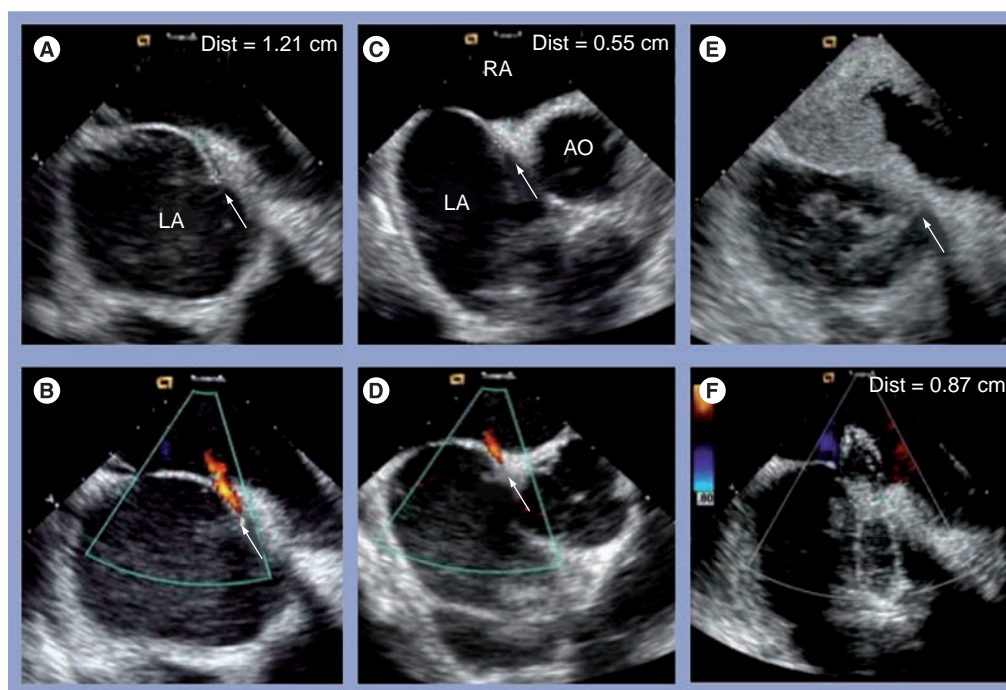 A
Dist = 1.21 cm
LA
C
Dist = 0.55 cm
RA
AO
LA
E
B
D
F
Dist = 0.87 cm
.80